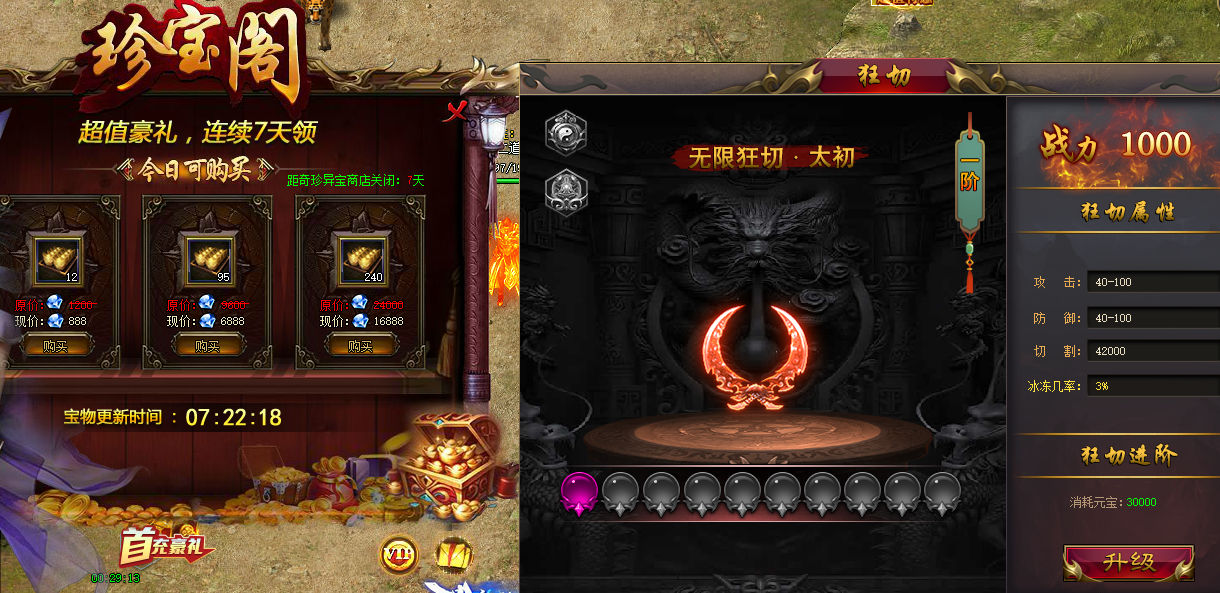 珍宝阁
超值豪礼，连续7天领
今日可购买
距奇珍异宝商店关闭：?天
12
95
240
原价: 1200
原价: 9600
原价: 24000
现价: 888
现价: 6888
现价: 16888
购买
购买
购买
宝物更新时间：07:22:18
首充豪礼
00:29:13
VIP
狂切
无限狂切·太初
一阶
战力 1000
狂切属性
攻 击: 40-100
防 御: 40-100
切 割: 42000
冰冻几率: 3%
狂切进阶
消耗元宝: 30000
升级